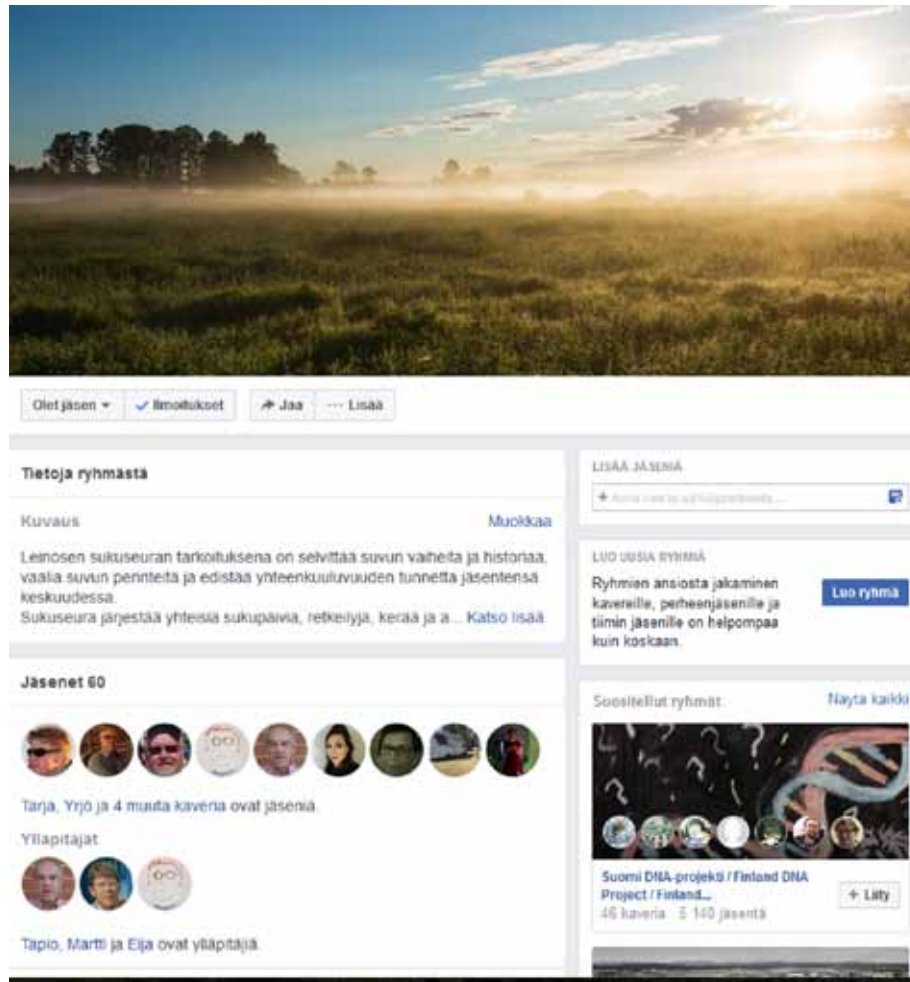 Olet jäsen
Ilmoitukset
Jaa
Lisää
Tietoja ryhmästä
Kuvaus
Muokkaa
Leinosen sukuseuran tarkoituksena on selvittää suvun vaiheita ja historiaa,
vaalia suvun perinteitä ja edistää yhteenkuuluvuuden tunnetta jäsentensä
keskuudessa.
Sukuseura järjestää yhteisiä sukupäiviä, retkeilyjä, kerää ja a... Katso lisää
Jäsenet 60
Tarja, Yrjö ja 4 muuta kaveria ovat jäseniä.
Ylläpitäjät
Tapio, Martti ja Eija ovat ylläpitäjiä.
LISÄÄ JÄSENIÄ
LUO UUSIA RYHMIÄ
Ryhmien ansiosta jakaminen
kavereille, perheenjäsenille ja
tiimin jäsenille on helpompaa
kuin koskaan.
Luo ryhmä
Suositellut ryhmät
Näytä kaikki
Suomi DNA-projekti / Finland DNA
Project / Finland...
46 kaveria · 5 140 jäsentä
+ Liity